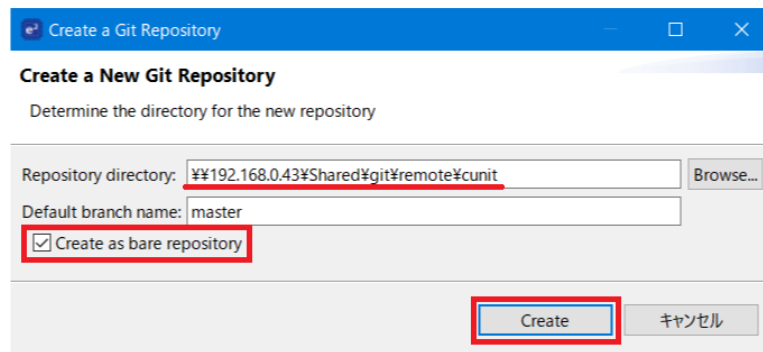 e² Create a Git Repository
Create a New Git Repository
Determine the directory for the new repository
Repository directory: ¥¥192.168.0.43¥Shared¥git¥remote¥cunit Browse...
Default branch name: master
Create as bare repository
Create キャンセル